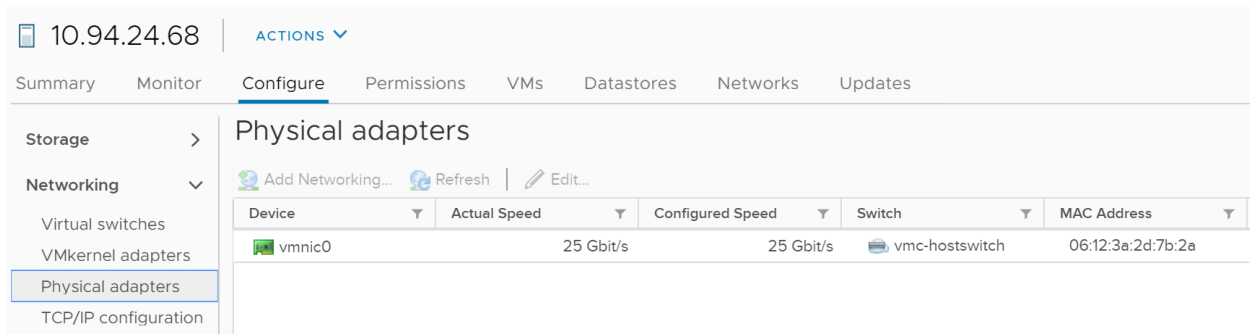 10.94.24.68 ACTIONS
Summary Monitor Configure Permissions VMs Datastores Networks Updates
Storage
Networking
Virtual switches
VMkernel adapters
Physical adapters
TCP/IP configuration
Physical adapters
Add Networking... Refresh Edit...
Device Actual Speed Configured Speed Switch MAC Address
vmnic0 25 Gbit/s 25 Gbit/s vmc-hostswitch 06:12:3a:2d:7b:2a